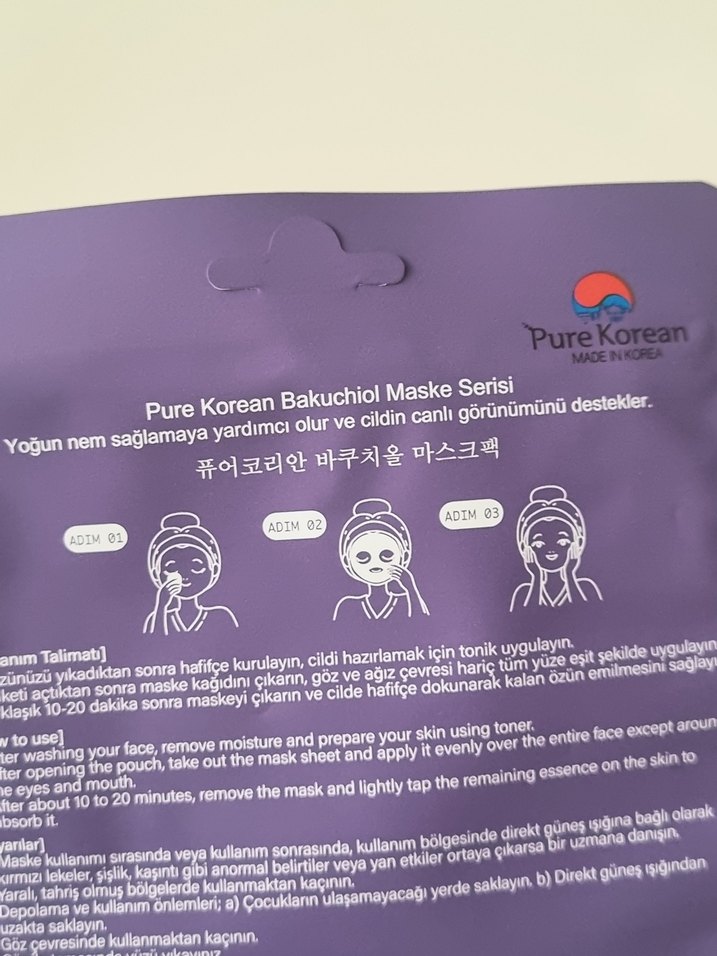 Pure Korean
MADE IN KOREA
Pure Korean Bakuchiol Maske Serisi
Yoğun nem sağlamaya yardımcı olur ve cildin canlı görünümünü destekler.
퓨어코리안 바쿠치올 마스크팩
ADIM 01
ADIM 02
ADIM 03
anım Talimatı]
zünüzü yıkadıktan sonra hafifçe kurulayın, cildi hazırlamak için tonik uygulayın.
keti açtıktan sonra maske kağıdını çıkarın, göz ve ağız çevresi hariç tüm yüze eşit şekilde uygulayın
klaşık 10-20 dakika sonra maskeyi çıkarın ve cilde hafifçe dokunarak kalan özün emilmesini sağlayı
w to use]
ter washing your face, remove moisture and prepare your skin using toner.
fter opening the pouch, take out the mask sheet and apply it evenly over the entire face except aroun
he eyes and mouth.
fter about 10 to 20 minutes, remove the mask and lightly tap the remaining essence on the skin to
absorb it.
yarılar]
Maske kullanımı sırasında veya kullanım sonrasında, kullanım bölgesinde direkt güneş ışığına bağlı olarak
kırmızı lekeler, şişlik, kaşıntı gibi anormal belirtiler veya yan etkiler ortaya çıkarsa bir uzmana danışın.
Yaralı, tahriş olmuş bölgelerde kullanmaktan kaçının.
Depolama ve kullanım önlemleri; a) Çocukların ulaşamayacağı yerde saklayın, b) Direkt güneş ışığından
uzakta saklayın.
Göz çevresinde kullanmaktan kaçının.